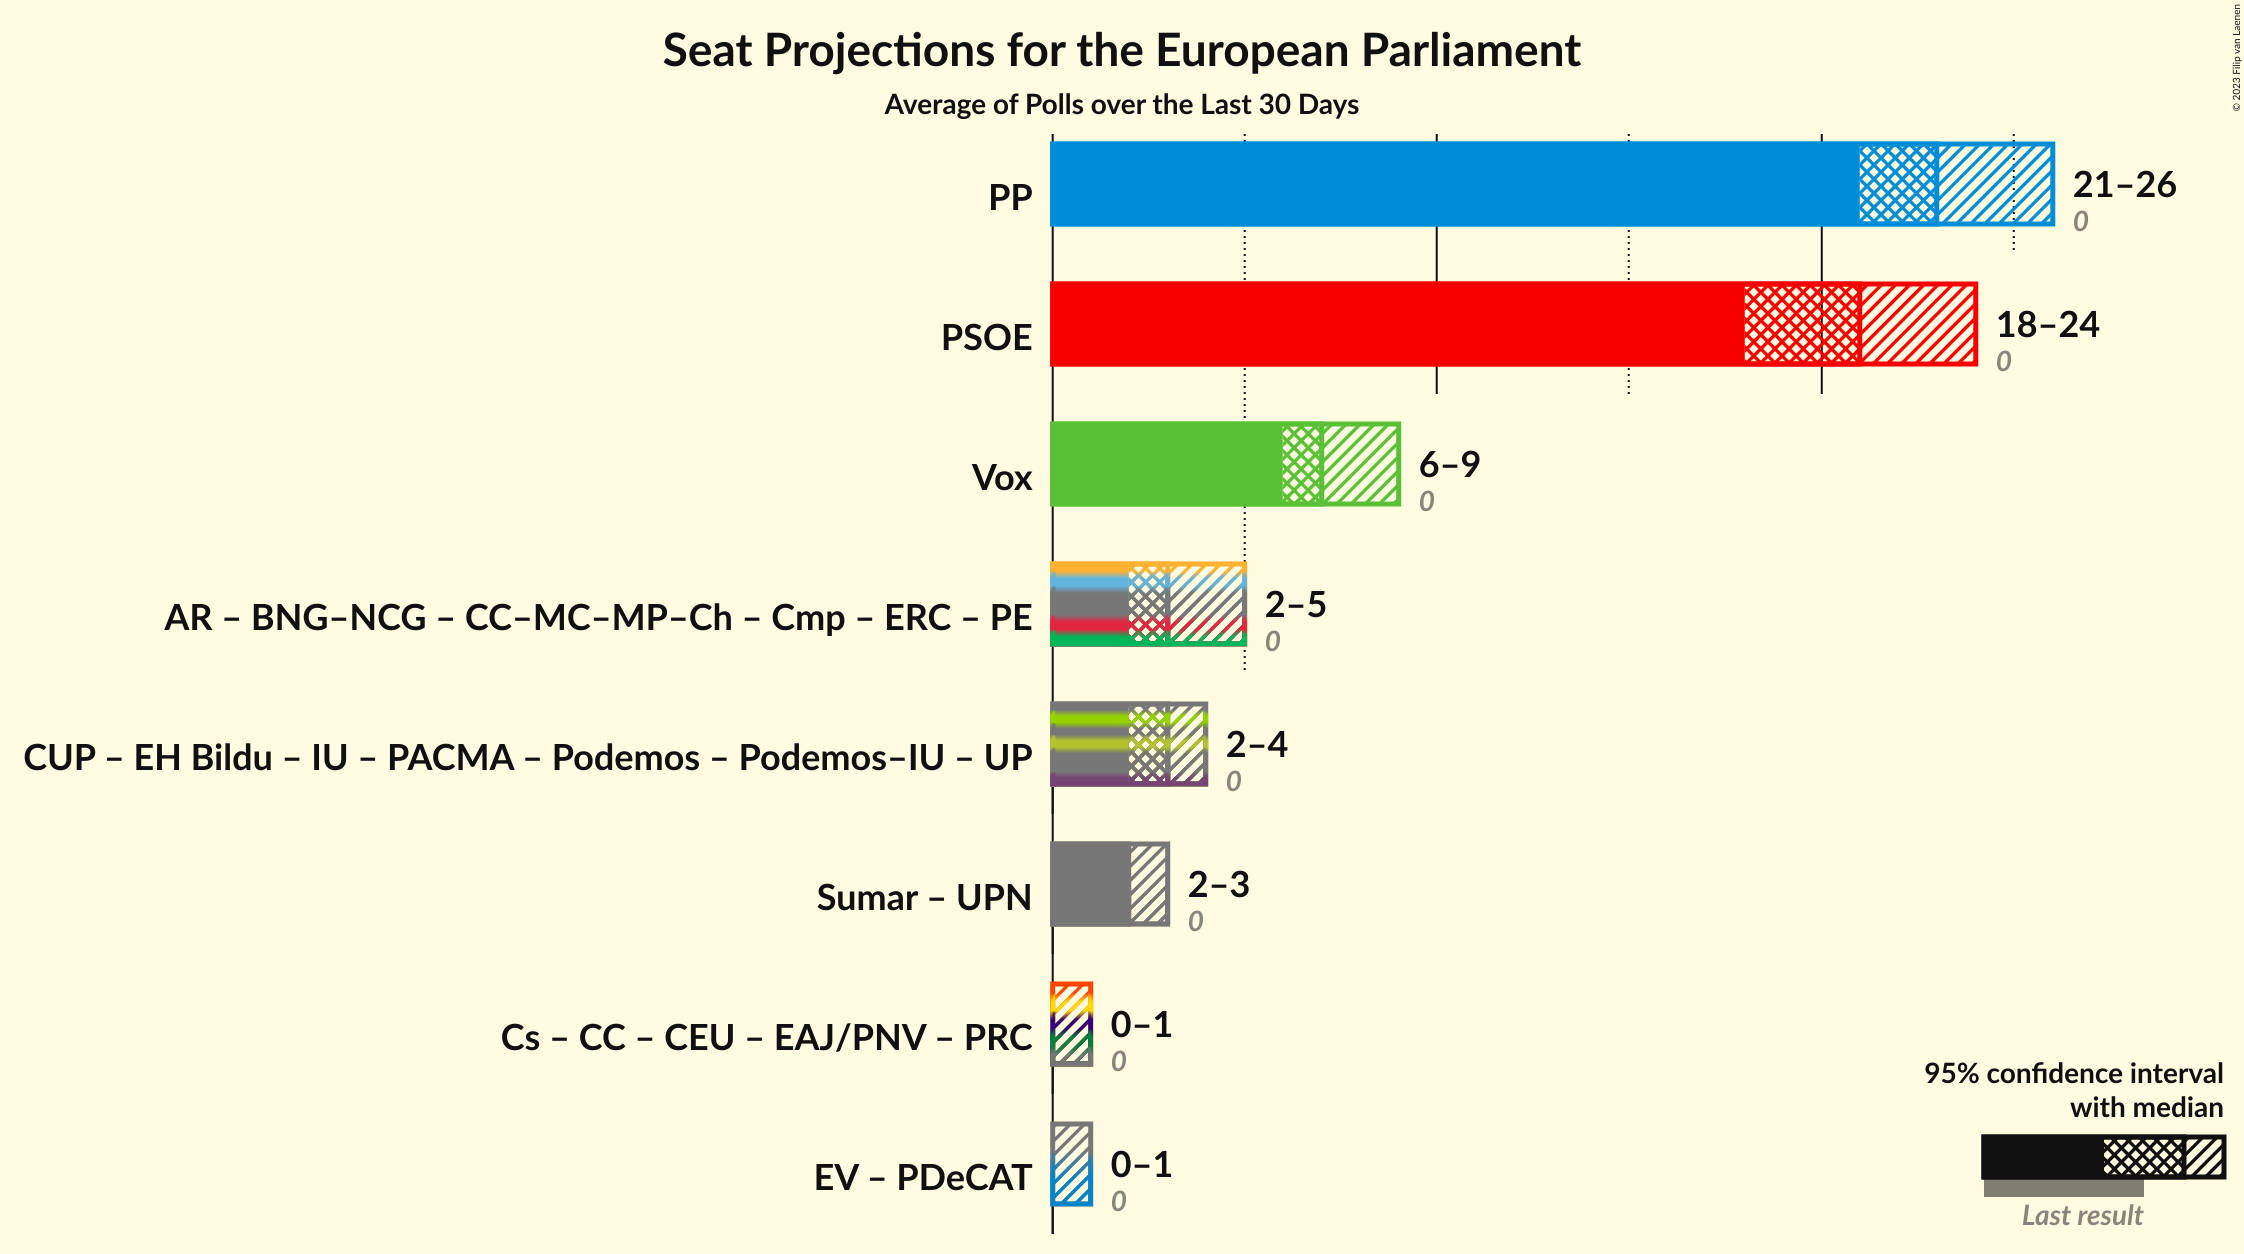 Seat Projections for the European Parliament
Average of Polls over the Last 30 Days
© 2023 Filip van Laenen
PP
21–26
0
PSOE
18–24
0
Vox
6–9
0
AR – BNG–NCG – CC–MC–MP–Ch – Cmp – ERC – PE
2–5
0
CUP – EH Bildu – IU – PACMA – Podemos – Podemos–IU – UP
2–4
0
Sumar – UPN
2–3
0
Cs – CC – CEU – EAJ/PNV – PRC
0–1
0
EV – PDeCAT
0–1
0
95% confidence interval
with median
Last result